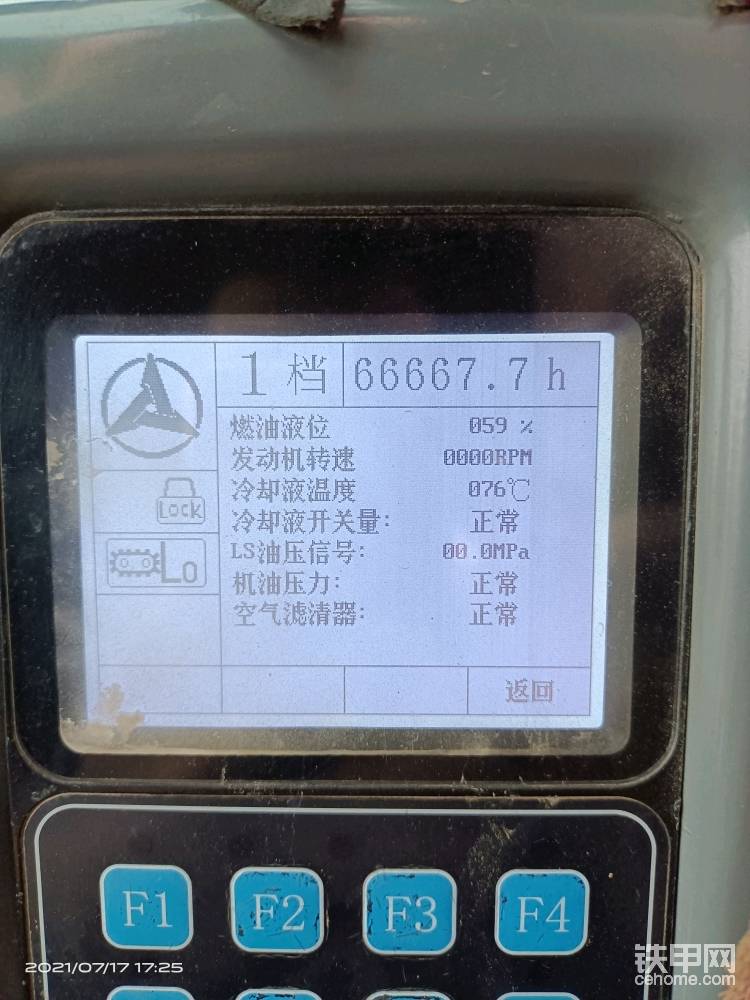 1 档 66667.7 h
燃油液位 059 %
发动机转速 0000RPM
Lock 冷却液温度 076℃
冷却液开关量: 正常
LS油压信号: 00.0MPa
Lo 机油压力: 正常
空气滤清器: 正常
返回
F1 F2 F3 F4
2021/07/17 17:25
铁甲网
cehome.com